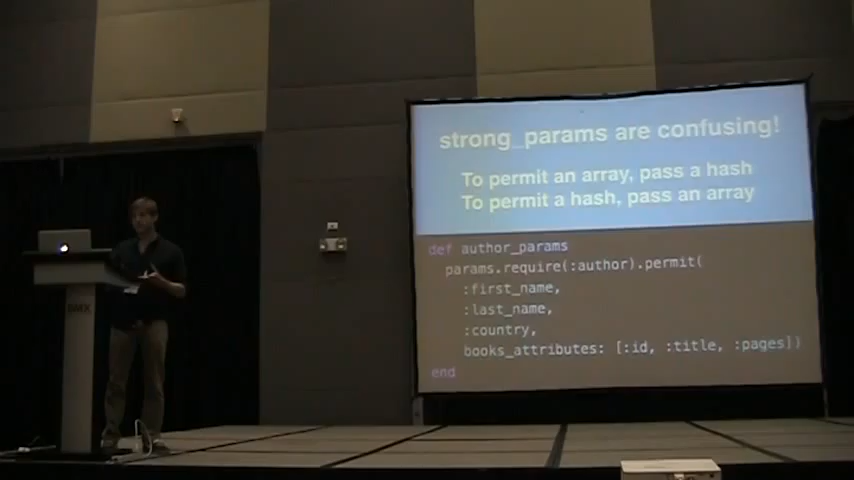 strong_params are confusing!
To permit an array, pass a hash
To permit a hash, pass an array
def author_params
params.require(:author).permit(
:first_name,
:last_name,
:country,
books_attributes: [:id, :title, :pages])
end